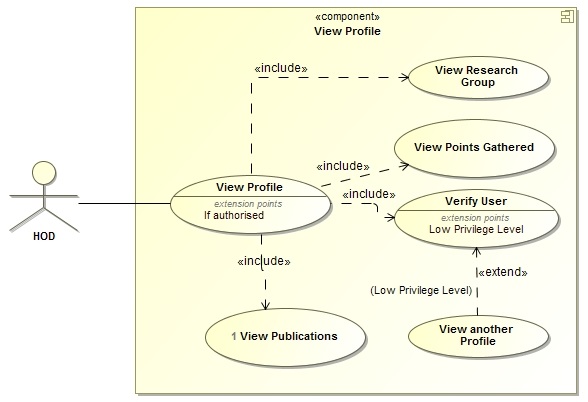 «component»
View Profile
«include»
View Research
Group
View Points Gathered
«include»
«include»
View Profile
extension points
If authorised
Verify User
extension points
Low Privilege Level
HOD
«include»
«extend»
(Low Privilege Level)
1 View Publications
View another
Profile